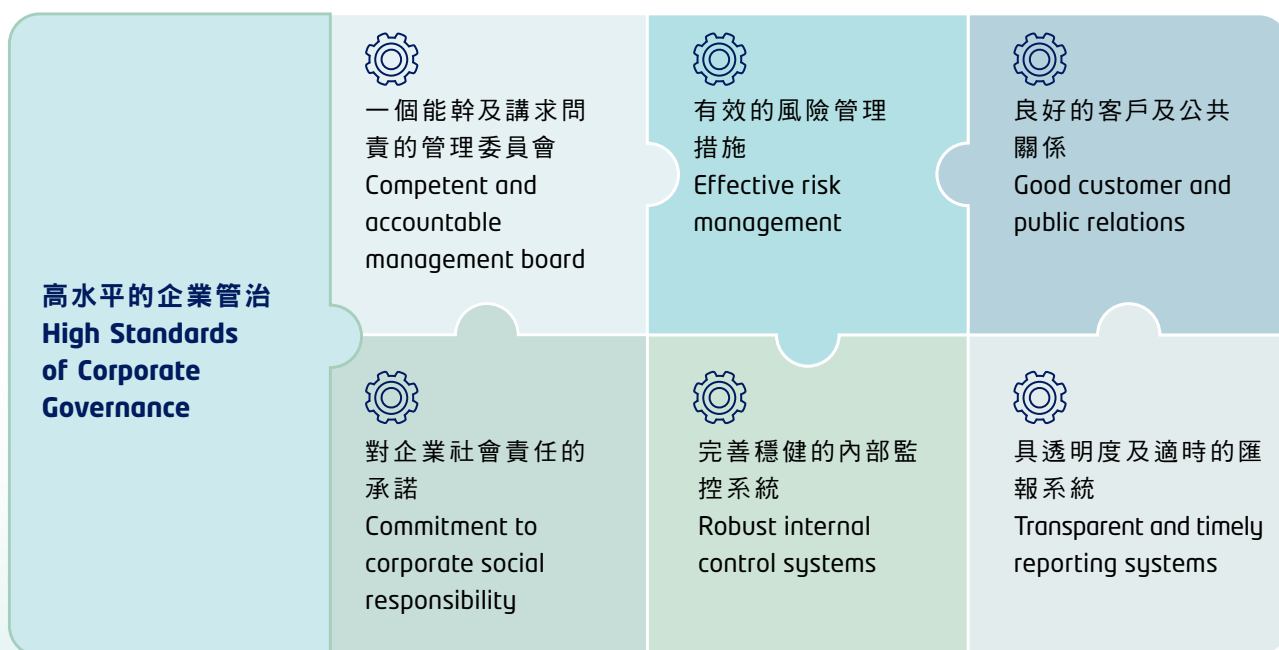 高水平的企業管治
High Standards
of Corporate
Governance
一個能幹及講求問
責的管理委員會
Competent and
accountable
management board
有效的風險管理
措施
Effective risk
management
良好的客戶及公共
關係
Good customer and
public relations
對企業社會責任的
承諾
Commitment to
corporate social
responsibility
完善穩健的內部監
控系統
Robust internal
control systems
具透明度及適時的匯
報系統
Transparent and timely
reporting systems